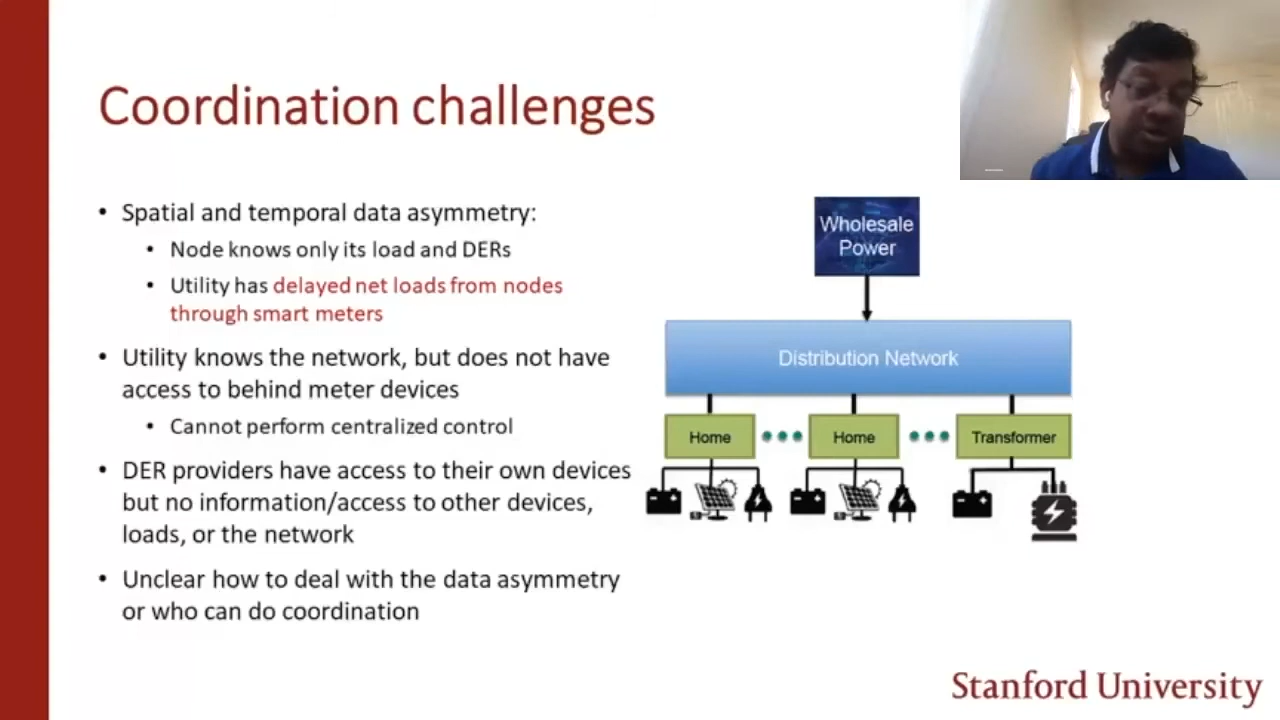 Coordination challenges
• Spatial and temporal data asymmetry:
• Node knows only its load and DERs
• Utility has delayed net loads from nodes
through smart meters
• Utility knows the network, but does not have
access to behind meter devices
• Cannot perform centralized control
• DER providers have access to their own devices
but no information/access to other devices,
loads, or the network
• Unclear how to deal with the data asymmetry
or who can do coordination
Wholesale
Power
Distribution Network
Home
Home
Transformer
Stanford University